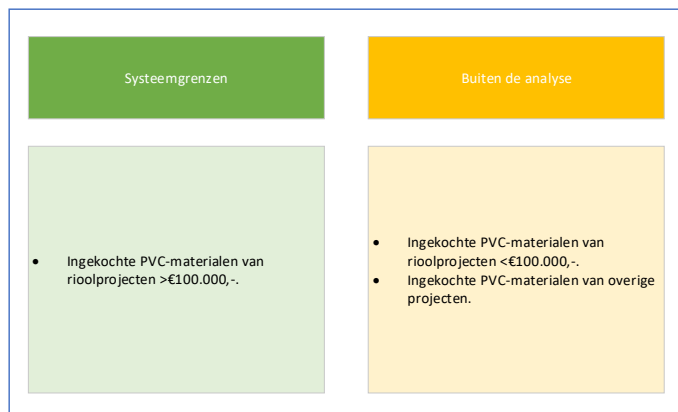 Systeemgrenzen
Buiten de analyse
• Ingekochte PVC-materialen van
rioolprojecten >€100.000,-.
• Ingekochte PVC-materialen van
rioolprojecten <€100.000,-.
• Ingekochte PVC-materialen van overige
projecten.